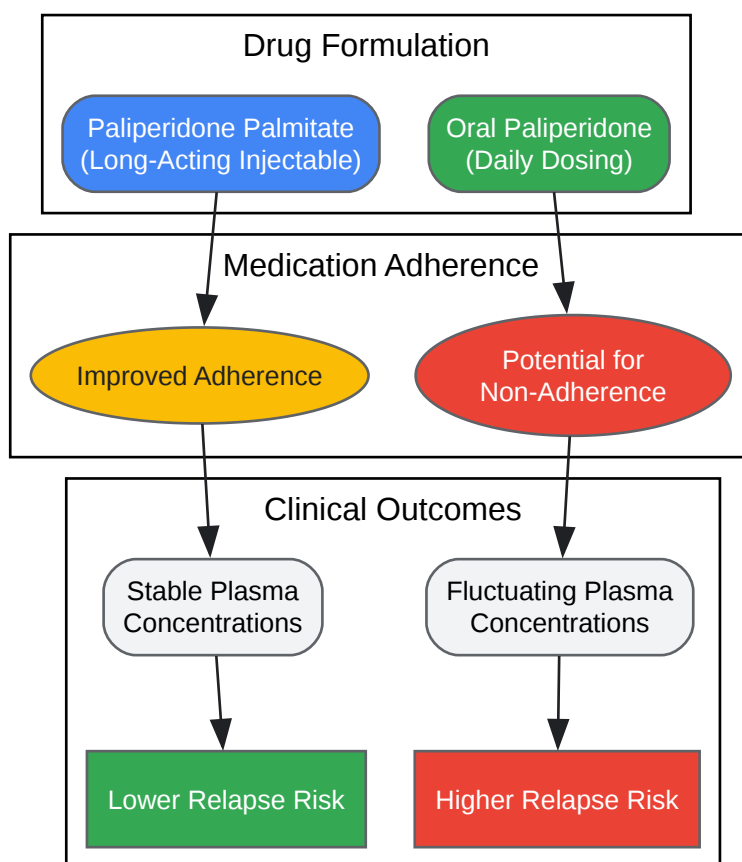 Drug Formulation
Paliperidone Palmitate
(Long-Acting Injectable)
Oral Paliperidone
(Daily Dosing)
Medication Adherence
Improved Adherence
Potential for
Non-Adherence
Clinical Outcomes
Stable Plasma
Concentrations
Fluctuating Plasma
Concentrations
Lower Relapse Risk
Higher Relapse Risk